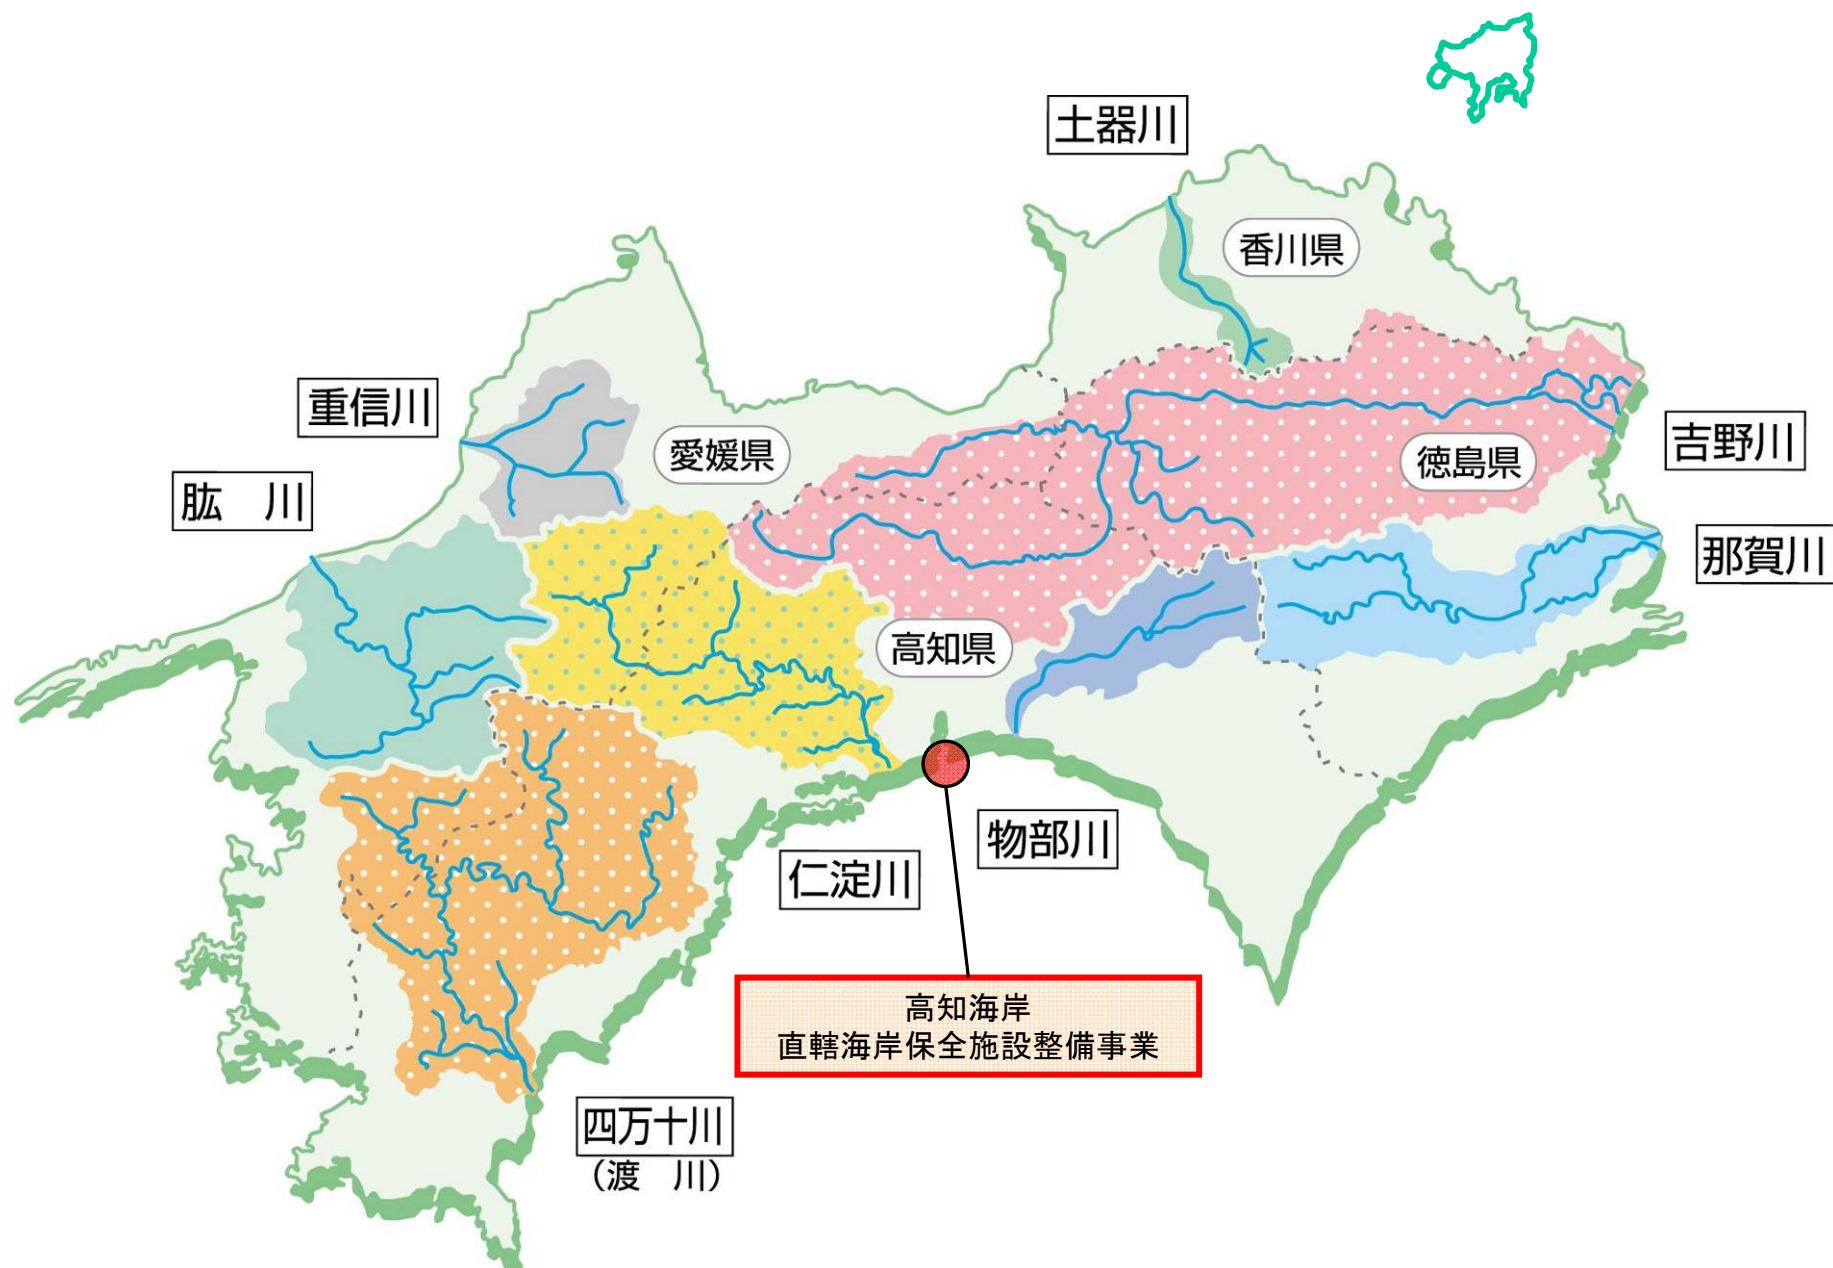 土器川
香川県
重信川
愛媛県
吉野川
徳島県
肱　川
那賀川
高知県
物部川
仁淀川
高知海岸
直轄海岸保全施設整備事業
四万十川
（渡　川）